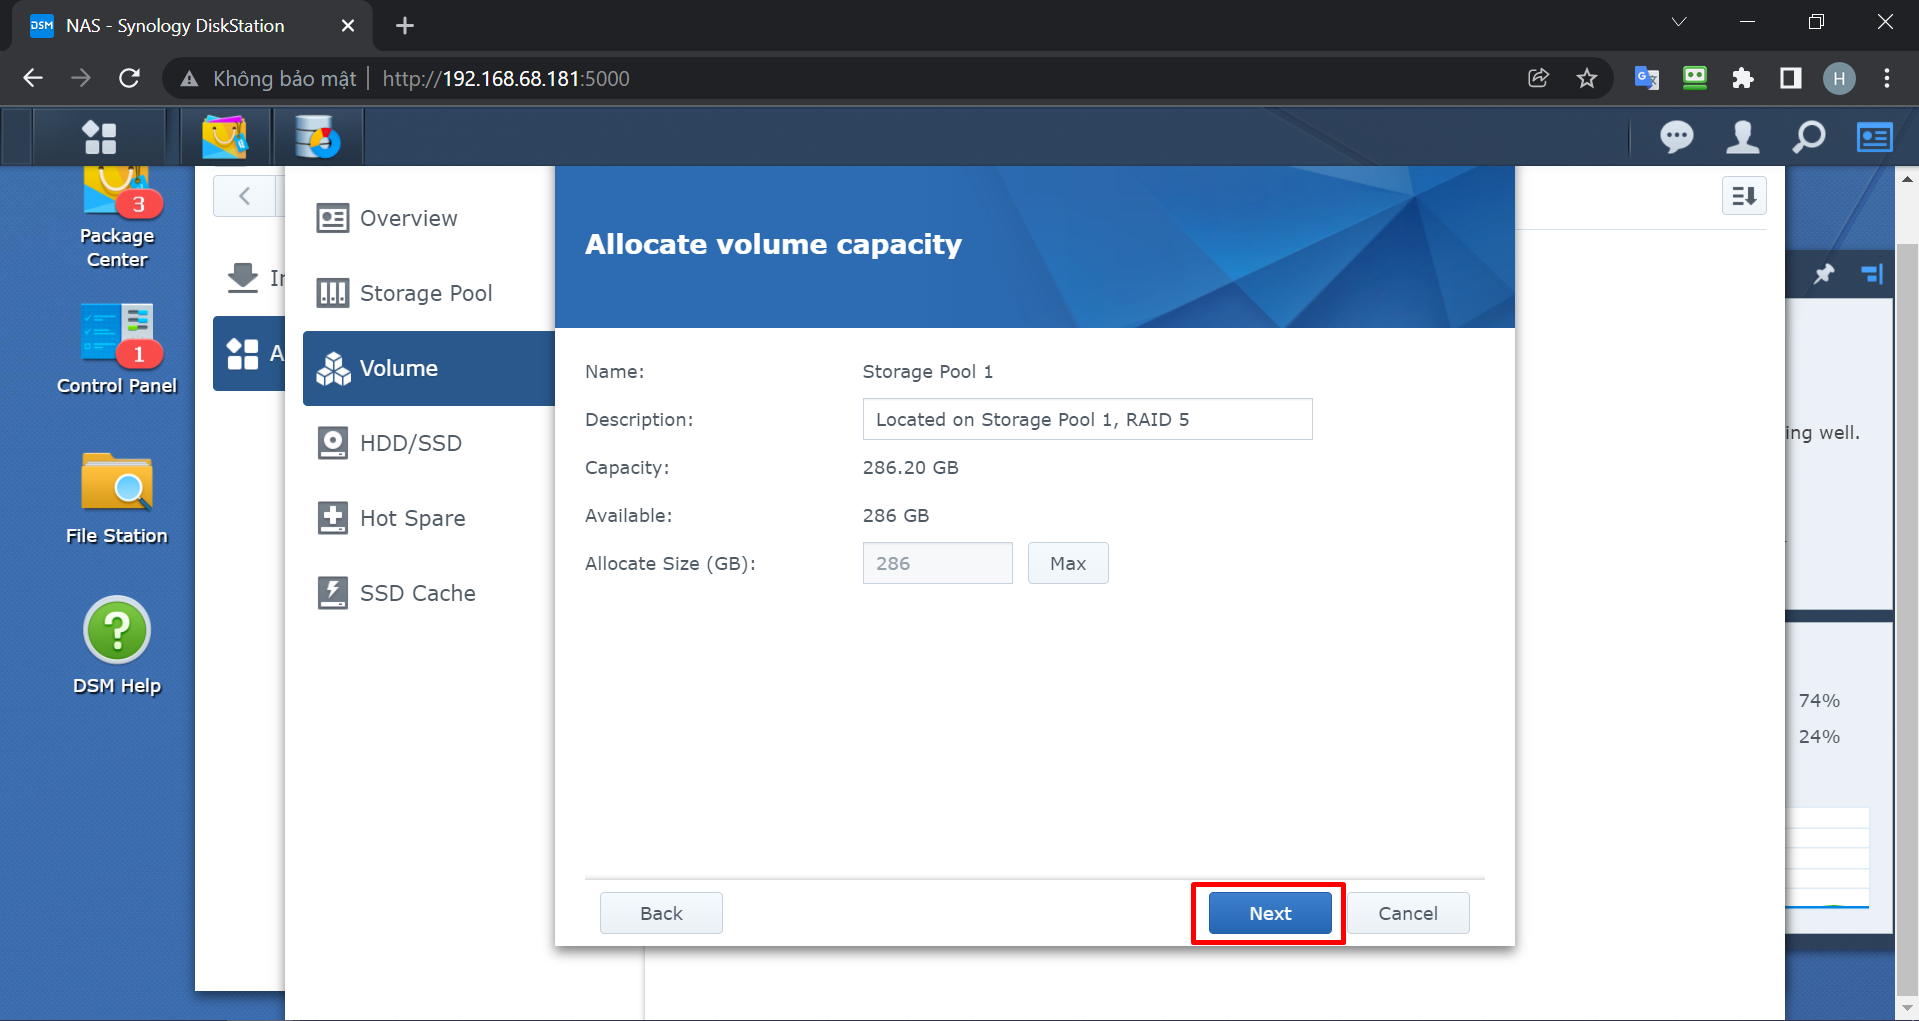 DSM NAS - Synology DiskStation
Không bảo mật http://192.168.68.181:5000
H
3
Package
Center
1
Control Panel
File Station
DSM Help
In
A
Overview
Storage Pool
Volume
HDD/SSD
Hot Spare
SSD Cache
Allocate volume capacity
Name: Storage Pool 1
Description: Located on Storage Pool 1, RAID 5
Capacity: 286.20 GB
Available: 286 GB
Allocate Size (GB): 286 Max
Back Next Cancel
ing well.
74%
24%